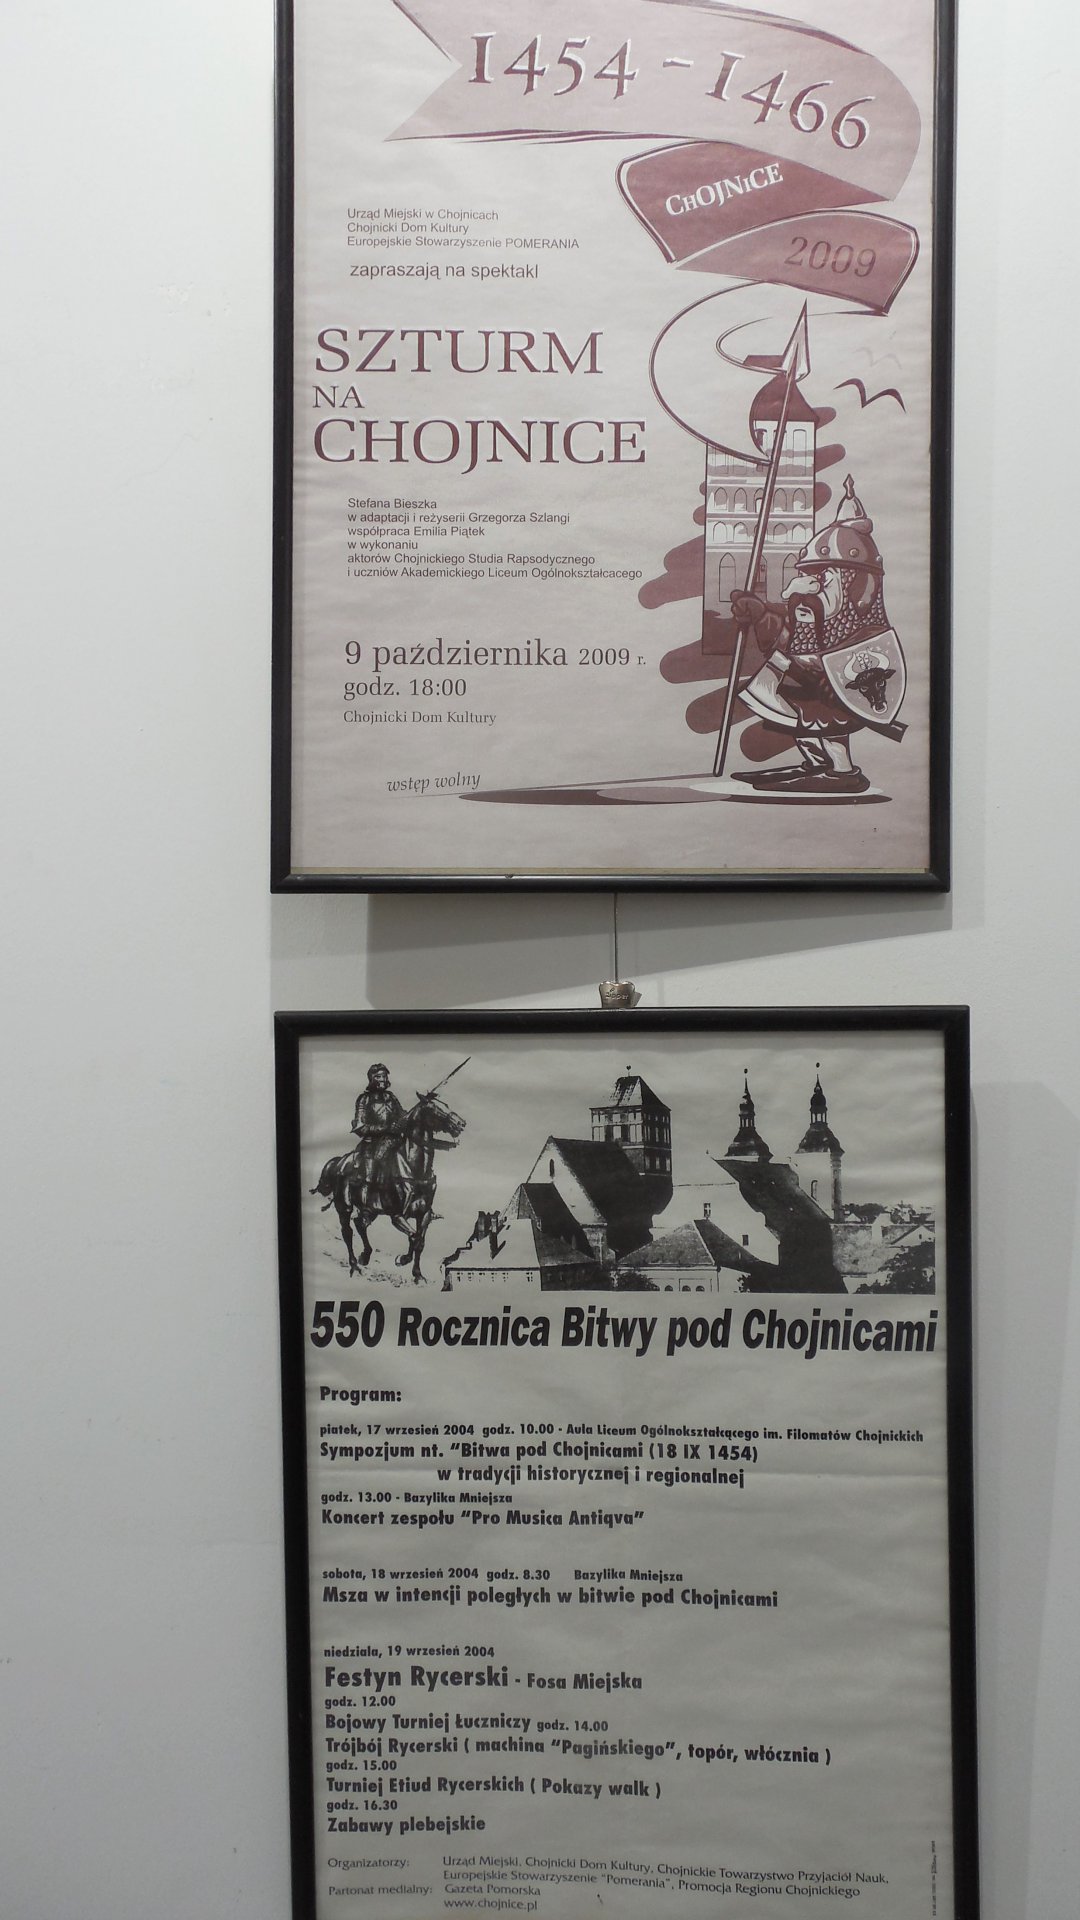 1454 - 1466
CHOJNiCE
2009
Urząd Miejski w Chojnicach
Chojnicki Dom Kultury
Europejskie Stowarzyszenie POMERANIA
zapraszają na spektakl
SZTURM
NA
CHOJNICE
Stefana Bieszka
w adaptacji i reżyserii Grzegorza Szlangi
współpraca Emilia Piątek
w wykonaniu
aktorów Chojnickiego Studia Rapsodycznego
i uczniów Akademickiego Liceum Ogólnokształcacego
9 października 2009 r.
godz. 18:00
Chojnicki Dom Kultury
wstęp wolny
550 Rocznica Bitwy pod Chojnicami
Program:
piatek, 17 wrzesień 2004 godz. 10.00 - Aula Liceum Ogólnokształcącego im. Filomatów Chojnickich
Sympozjum nt. "Bitwa pod Chojnicami (18 IX 1454)
w tradycji historycznej i regionalnej
godz. 13.00 - Bazylika Mniejsza
Koncert zespołu "Pro Musica Antiqva"
sobota, 18 wrzesień 2004 godz. 8.30 Bazylika Mniejsza
Msza w intencji poległych w bitwie pod Chojnicami
niedziala, 19 wrzesień 2004
Festyn Rycerski - Fosa Miejska
godz. 12.00
Bojowy Turniej Łuczniczy godz. 14.00
Trójbój Rycerski ( machina "Pagińskiego", topór, włócznia )
godz. 15.00
Turniej Etiud Rycerskich ( Pokazy walk )
godz. 16.30
Zabawy plebejskie
Organizatorzy: Urząd Miejski, Chojnicki Dom Kultury, Chojnickie Towarzystwo Przyjaciół Nauk,
Europejskie Stowarzyszenie "Pomerania", Promocja Regionu Chojnickiego
Partonat medialny: Gazeta Pomorska
www.chojnice.pl